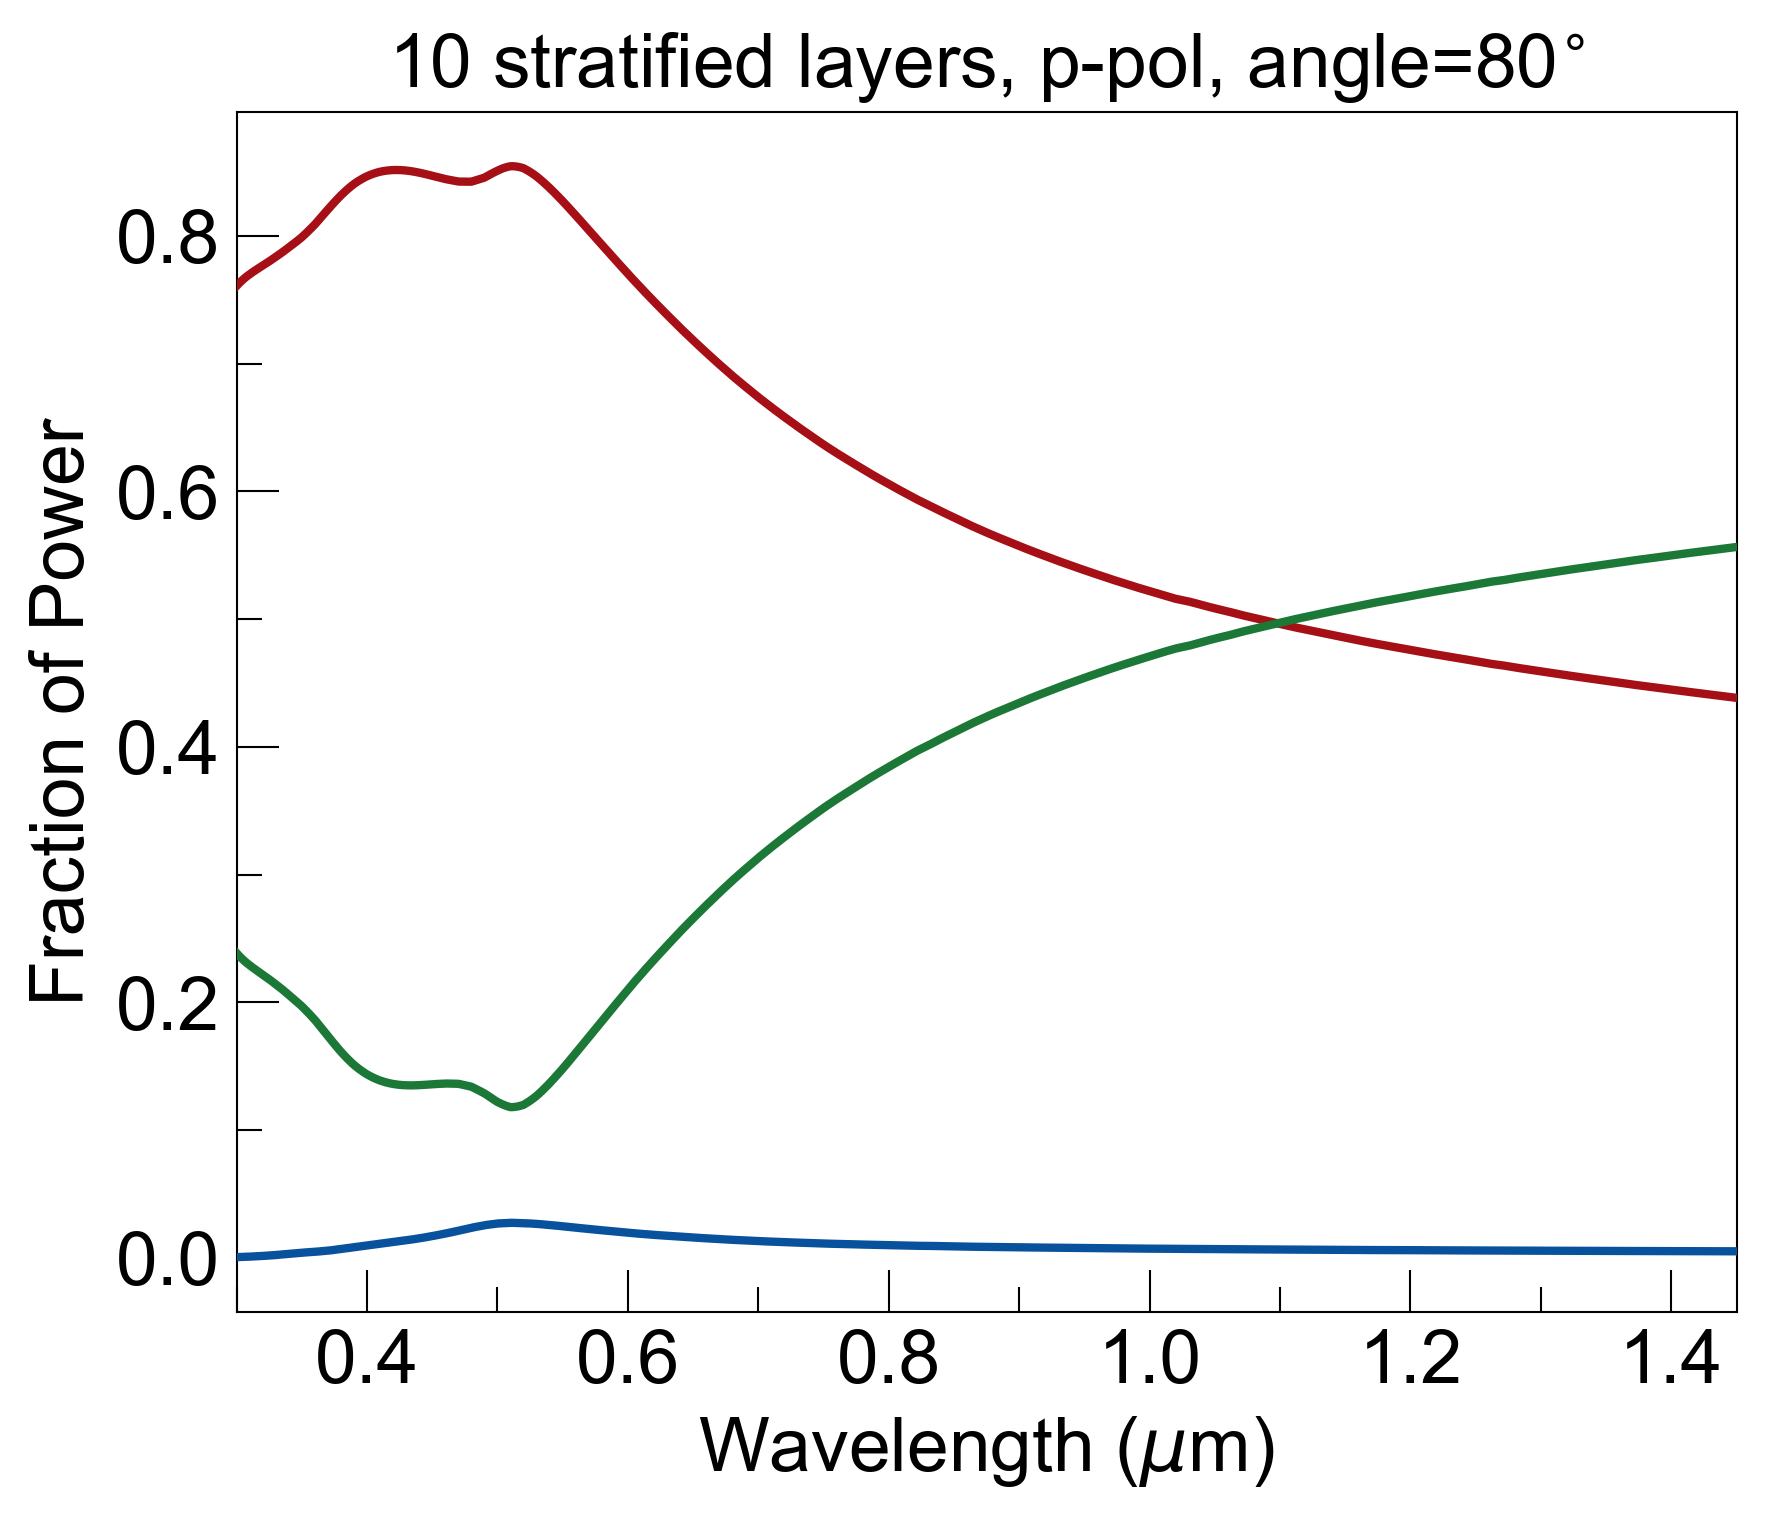 10 stratified layers, p-pol, angle=80°
Fraction of Power
0.8
0.6
0.4
0.2
0.0
0.4 0.6 0.8 1.0 1.2 1.4
Wavelength (μm)